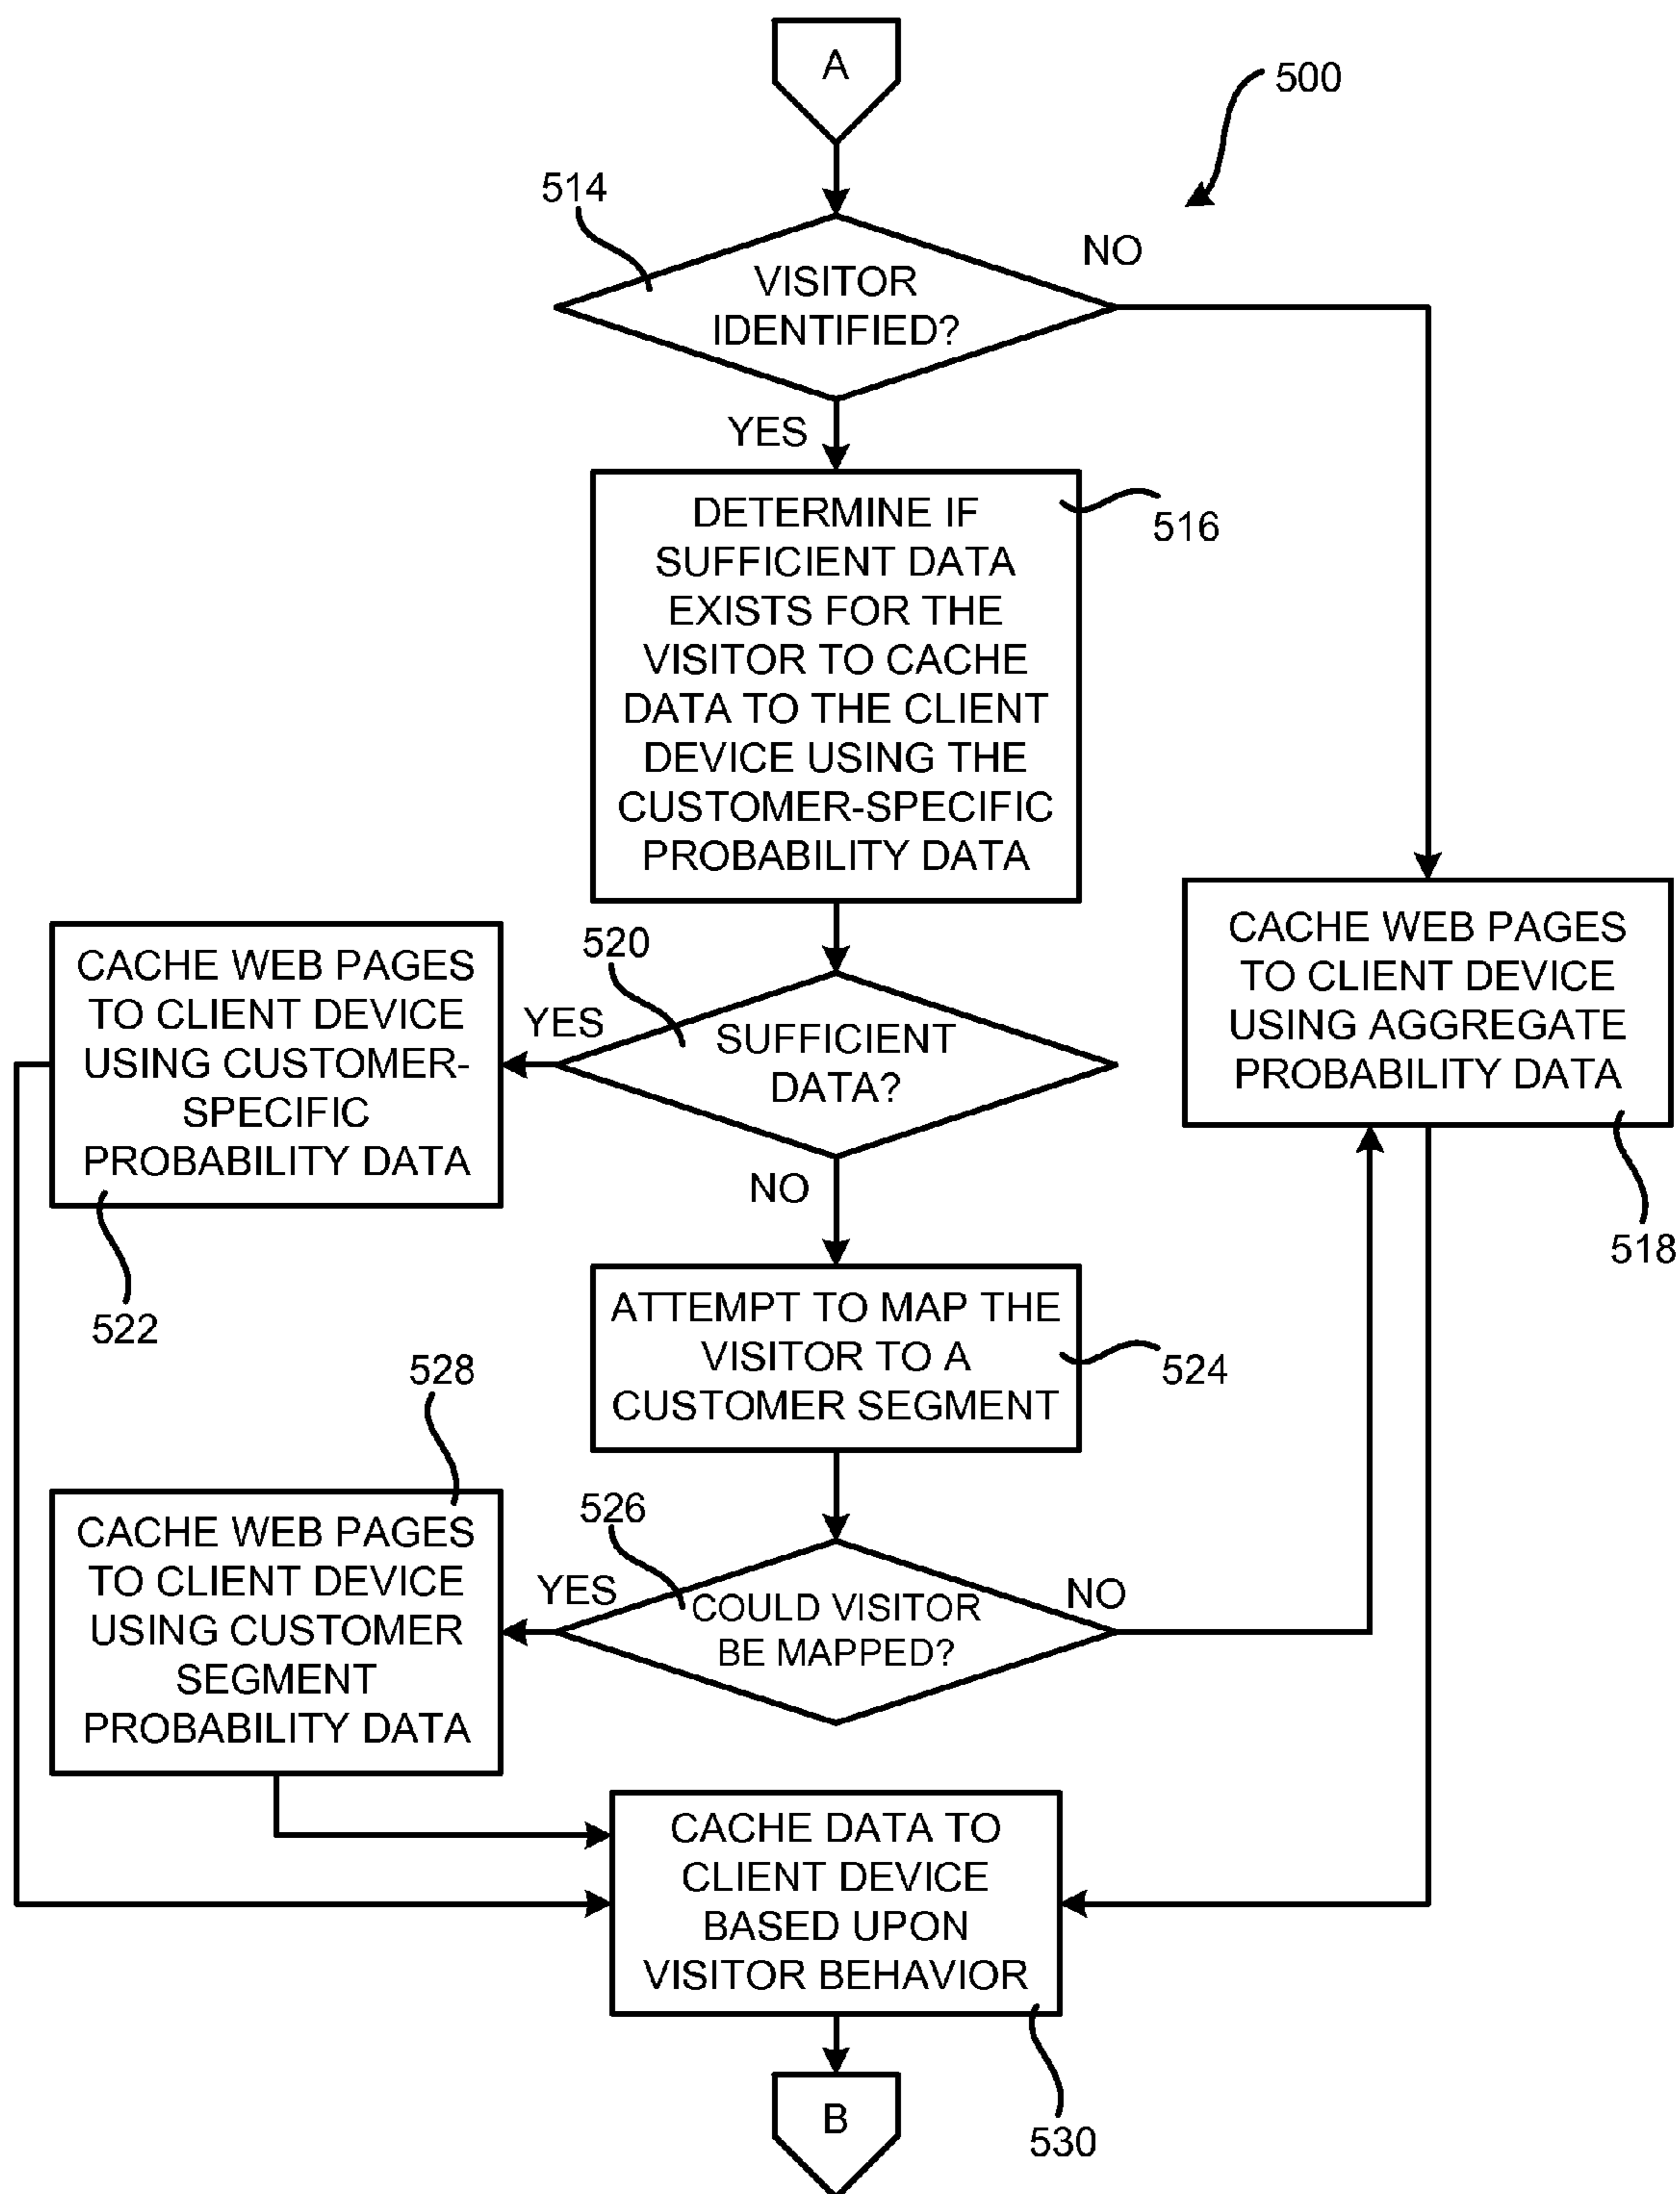 A
500
514
NO
VISITOR
IDENTIFIED?
YES
DETERMINE IF
SUFFICIENT DATA
EXISTS FOR THE
VISITOR TO CACHE
DATA TO THE CLIENT
DEVICE USING THE
CUSTOMER-SPECIFIC
PROBABILITY DATA
516
520
CACHE WEB PAGES
TO CLIENT DEVICE
USING CUSTOMER-
SPECIFIC
PROBABILITY DATA
YES
SUFFICIENT
DATA?
CACHE WEB PAGES
TO CLIENT DEVICE
USING AGGREGATE
PROBABILITY DATA
NO
518
522
ATTEMPT TO MAP THE
VISITOR TO A
CUSTOMER SEGMENT
524
528
526
CACHE WEB PAGES
TO CLIENT DEVICE
USING CUSTOMER
SEGMENT
PROBABILITY DATA
YES
COULD VISITOR
BE MAPPED?
NO
CACHE DATA TO
CLIENT DEVICE
BASED UPON
VISITOR BEHAVIOR
B
530